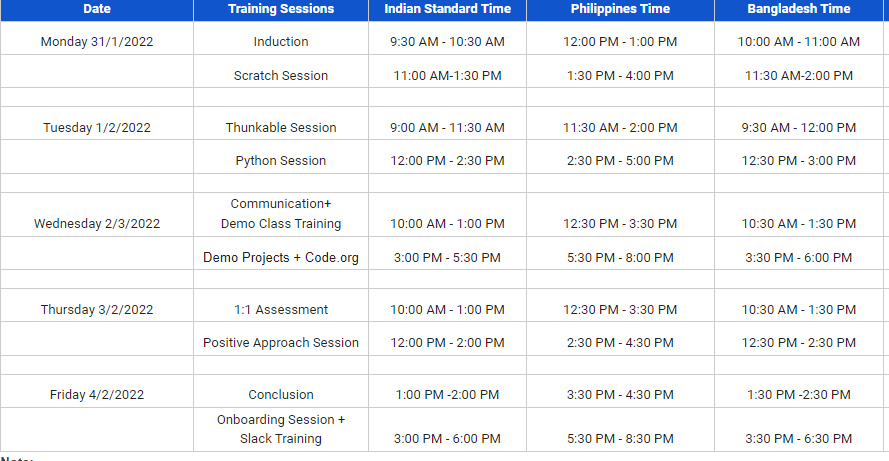 Date Training Sessions Indian Standard Time Philippines Time Bangladesh Time
Monday 31/1/2022 Induction 9:30 AM - 10:30 AM 12:00 PM - 1:00 PM 10:00 AM - 11:00 AM
Scratch Session 11:00 AM-1:30 PM 1:30 PM - 4:00 PM 11:30 AM-2:00 PM
Tuesday 1/2/2022 Thunkable Session 9:00 AM - 11:30 AM 11:30 AM - 2:00 PM 9:30 AM - 12:00 PM
Python Session 12:00 PM - 2:30 PM 2:30 PM - 5:00 PM 12:30 PM - 3:00 PM
Communication+
Wednesday 2/3/2022 Demo Class Training 10:00 AM - 1:00 PM 12:30 PM - 3:30 PM 10:30 AM - 1:30 PM
Demo Projects + Code.org 3:00 PM - 5:30 PM 5:30 PM - 8:00 PM 3:30 PM - 6:00 PM
Thursday 3/2/2022 1:1 Assessment 10:00 AM - 1:00 PM 12:30 PM - 3:30 PM 10:30 AM - 1:30 PM
Positive Approach Session 12:00 PM - 2:00 PM 2:30 PM - 4:30 PM 12:30 PM - 2:30 PM
Friday 4/2/2022 Conclusion 1:00 PM -2:00 PM 3:30 PM - 4:30 PM 1:30 PM -2:30 PM
Onboarding Session +
Slack Training 3:00 PM - 6:00 PM 5:30 PM - 8:30 PM 3:30 PM - 6:30 PM